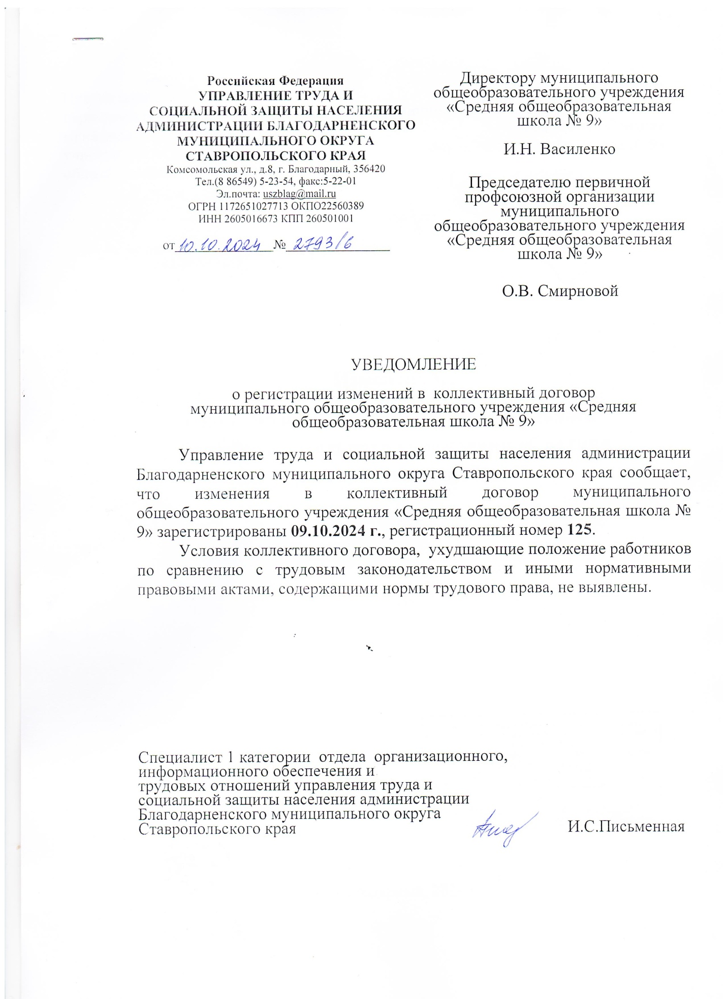 Российская Федерация
УПРАВЛЕНИЕ ТРУДА И
СОЦИАЛЬНОЙ ЗАЩИТЫ НАСЕЛЕНИЯ
АДМИНИСТРАЦИИ БЛАГОДАРНЕНСКОГО
МУНИЦИПАЛЬНОГО ОКРУГА
СТАВРОПОЛЬСКОГО КРАЯ
Комсомольская ул., д.8, г. Благодарный, 356420
Тел.(8 86549) 5-23-54, факс:5-22-01
Эл.почта: uszblag@mail.ru
ОГРН 1172651027713 ОКПО22560389
ИНН 2605016673 КПП 260501001
от 10.10.2024 № 2793/6
Директору муниципального
общеобразовательного учреждения
«Средняя общеобразовательная
школа № 9»
И.Н. Василенко
Председателю первичной
профсоюзной организации
муниципального
общеобразовательного учреждения
«Средняя общеобразовательная
школа № 9»
О.В. Смирновой
УВЕДОМЛЕНИЕ
о регистрации изменений в коллективный договор
муниципального общеобразовательного учреждения «Средняя
общеобразовательная школа № 9»
Управление труда и социальной защиты населения администрации
Благодарненского муниципального округа Ставропольского края сообщает,
что изменения в коллективный договор муниципального
общеобразовательного учреждения «Средняя общеобразовательная школа №
9» зарегистрированы 09.10.2024 г., регистрационный номер 125.
Условия коллективного договора, ухудшающие положение работников
по сравнению с трудовым законодательством и иными нормативными
правовыми актами, содержащими нормы трудового права, не выявлены.
Специалист 1 категории отдела организационного,
информационного обеспечения и
трудовых отношений управления труда и
социальной защиты населения администрации
Благодарненского муниципального округа
Ставропольского края
И.С.Письменная